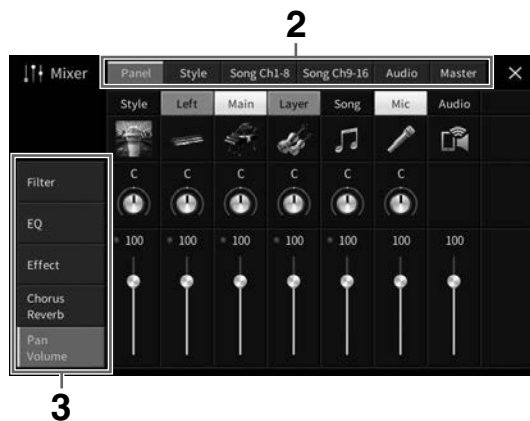 2
Mixer Panel Style Song Ch1-8 Song Ch9-16 Audio Master
Style Left Main Layer Song Mic Audio
C C C C C C
Filter
EQ
100 100 100 100 100 100 100
Effect
Chorus
Reverb
Pan
Volume
3